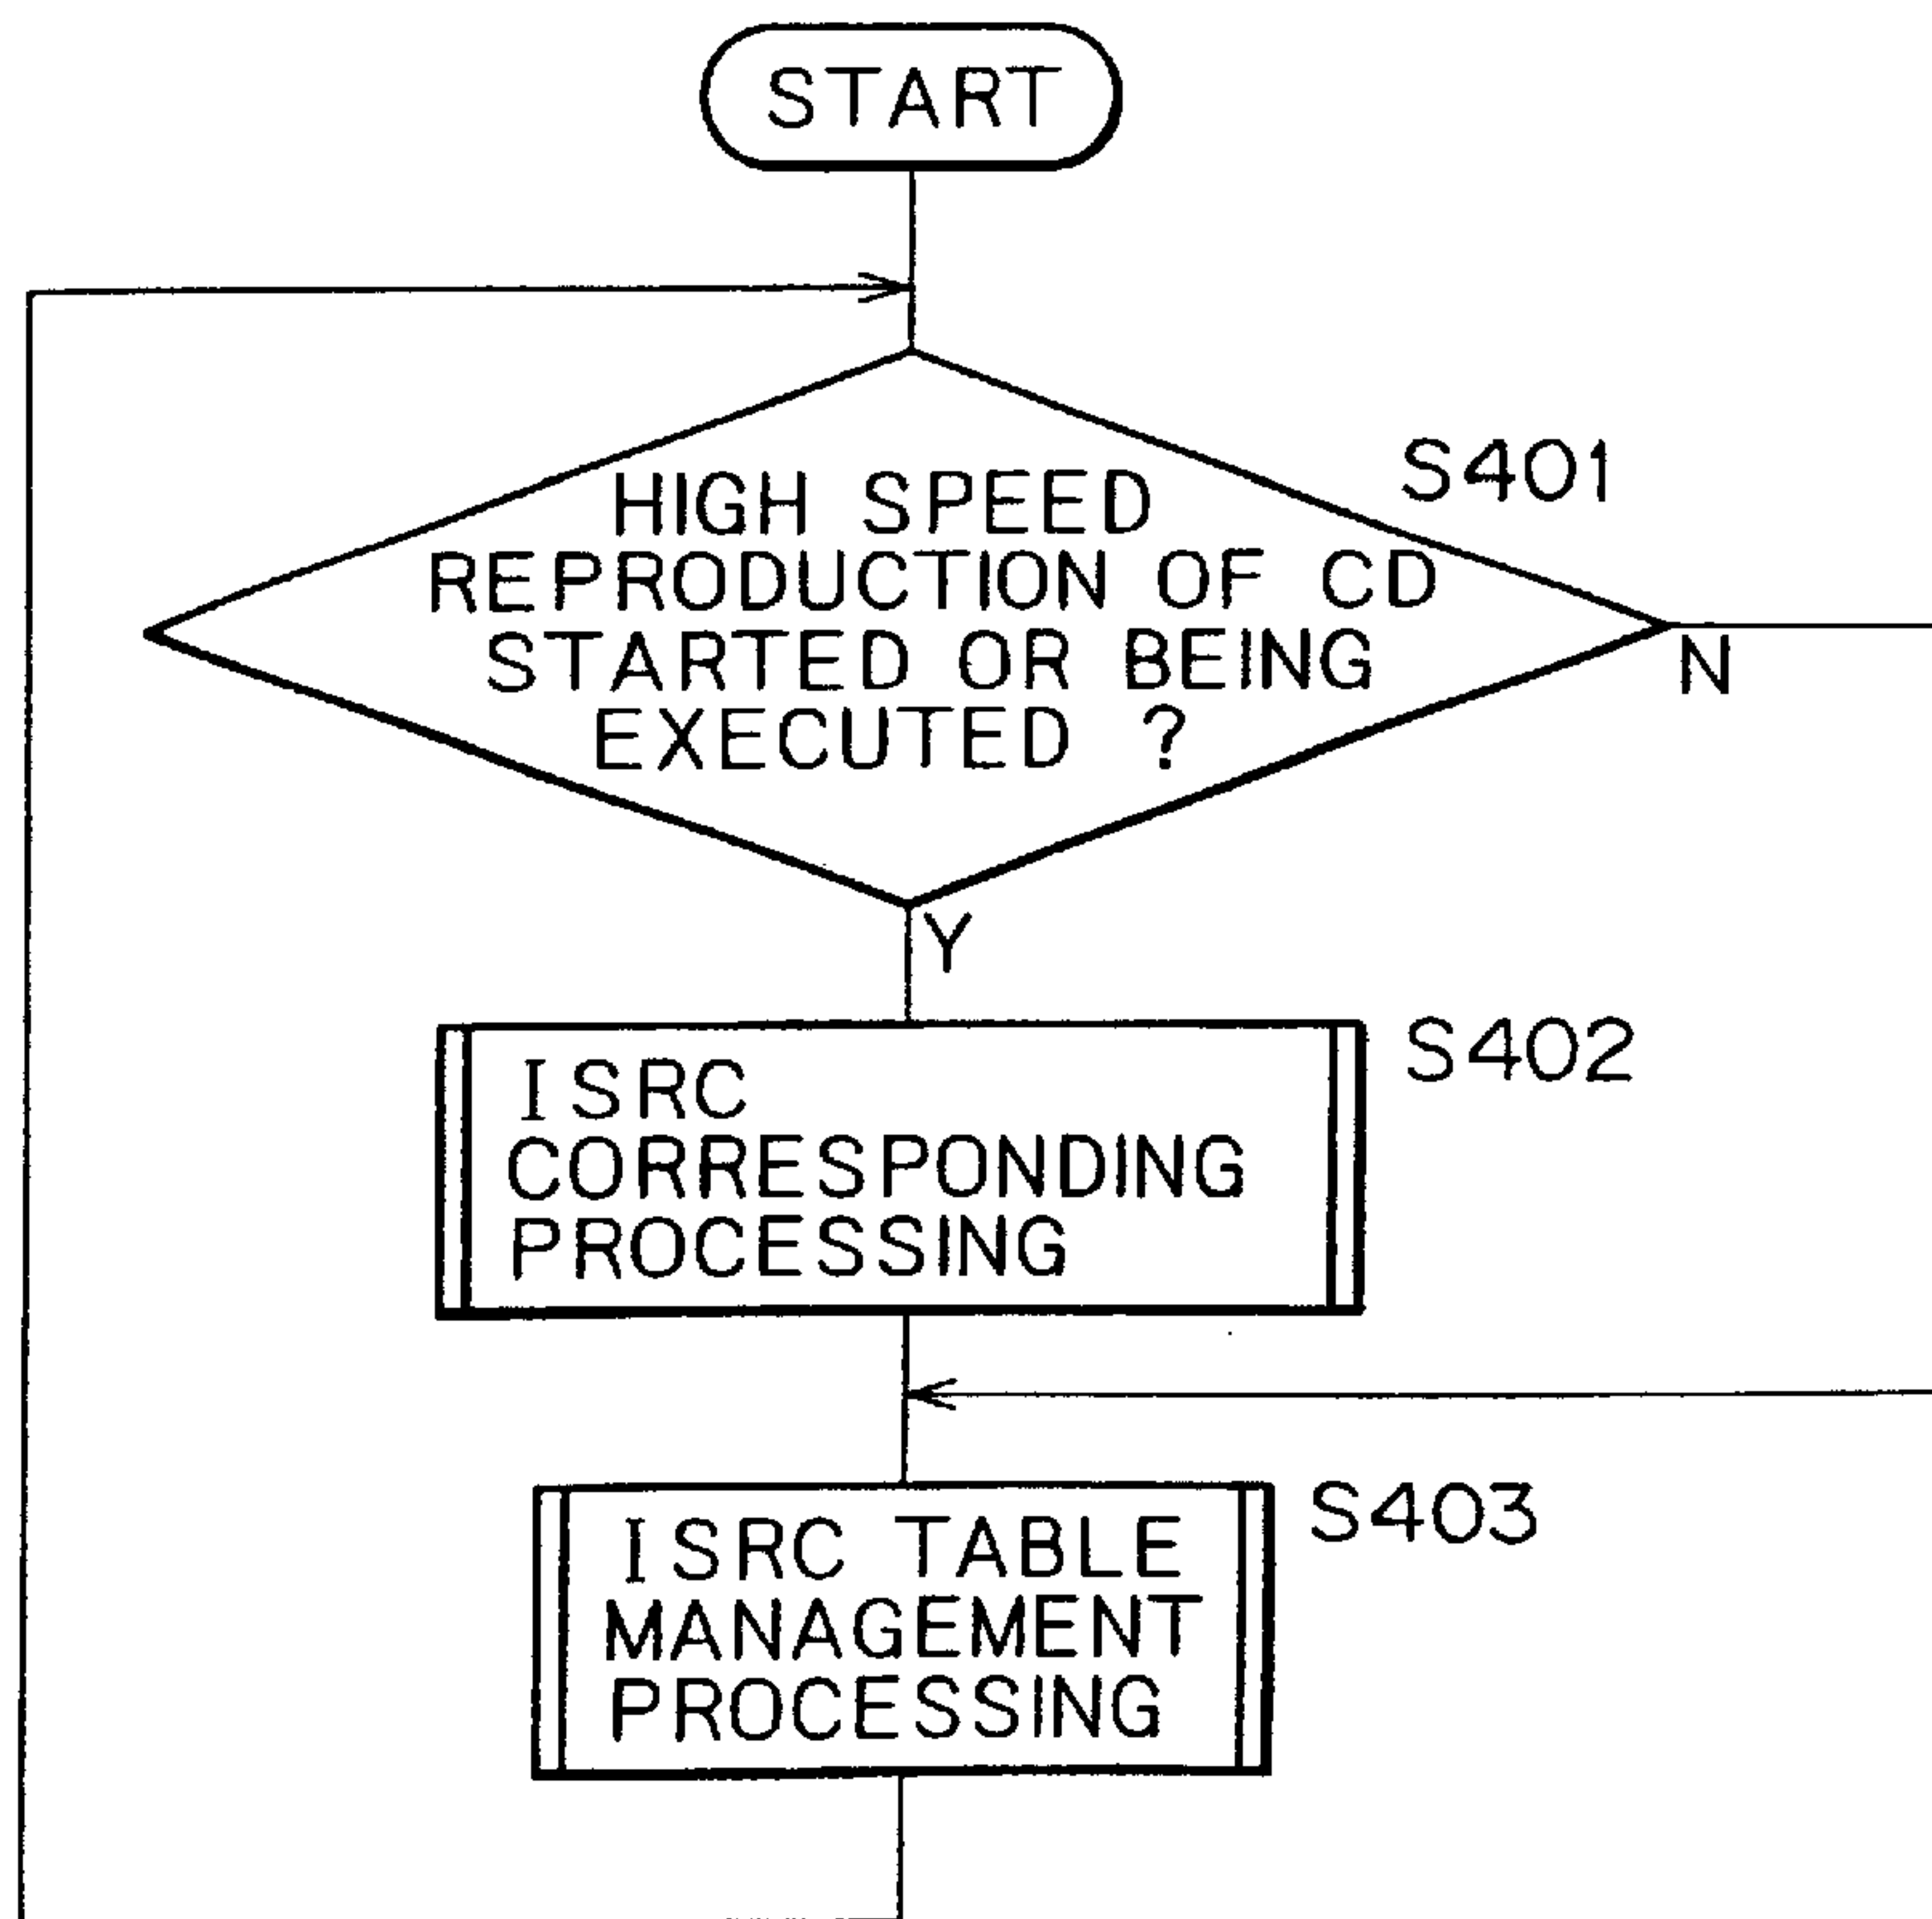 START
S401
HIGH SPEED
REPRODUCTION OF CD
STARTED OR BEING
EXECUTED ?
N
Y
S402
ISRC
CORRESPONDING
PROCESSING
S403
ISRC TABLE
MANAGEMENT
PROCESSING